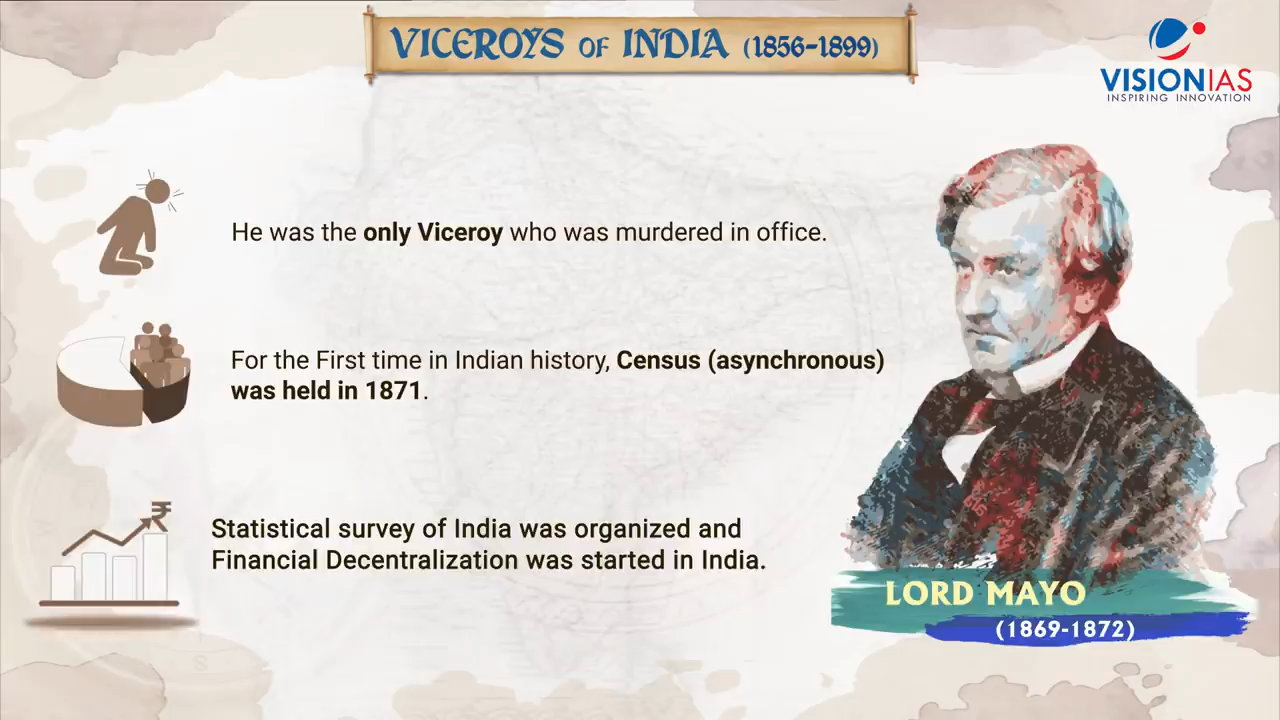 VICEROYS OF INDIA (1856-1899)
VISIONIAS
INSPIRING INNOVATION
He was the only Viceroy who was murdered in office.
For the First time in Indian history, Census (asynchronous)
was held in 1871.
Statistical survey of India was organized and
Financial Decentralization was started in India.
LORD MAYO
(1869-1872)